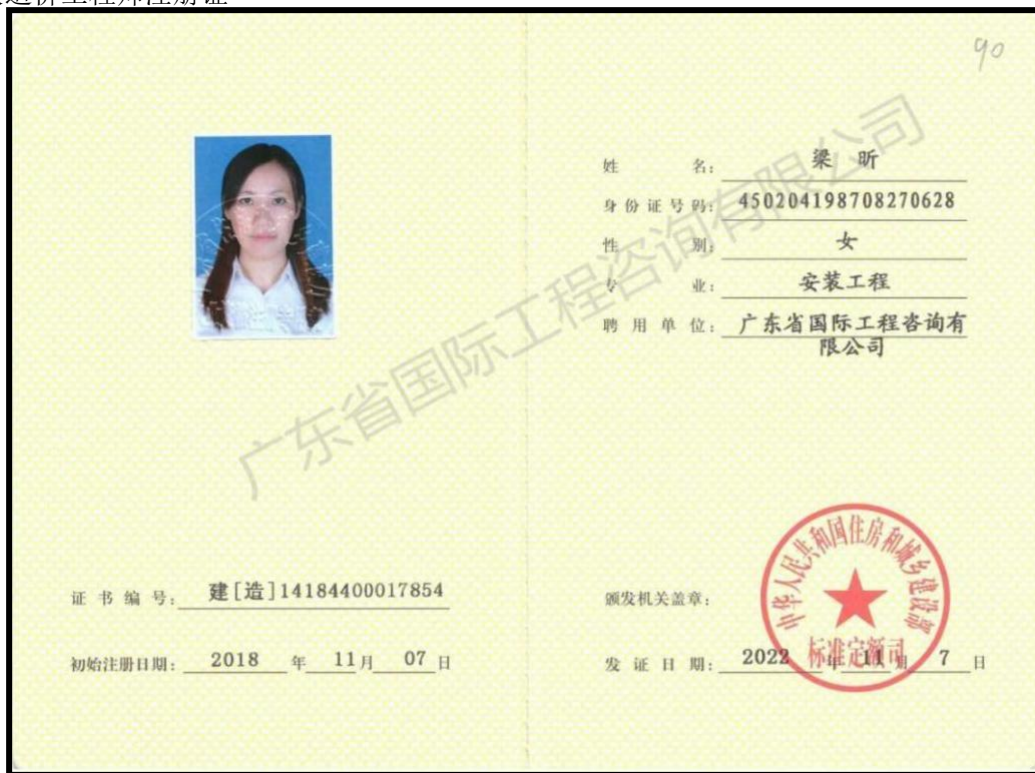 造价工程师注册证
90
姓 名: 梁 昕
身份证号码: 450204198708270628
性 别: 女
专 业: 安装工程
聘用单位: 广东省国际工程咨询有
限公司
广东省国际工程咨询有限公司
证书编号: 建[造]14184400017854
初始注册日期: 2018 年 11月 07 日
颁发机关盖章:
中华人民共和国住房和城乡建设部
标准定额司
发证日期: 2022 年 11 月 7 日